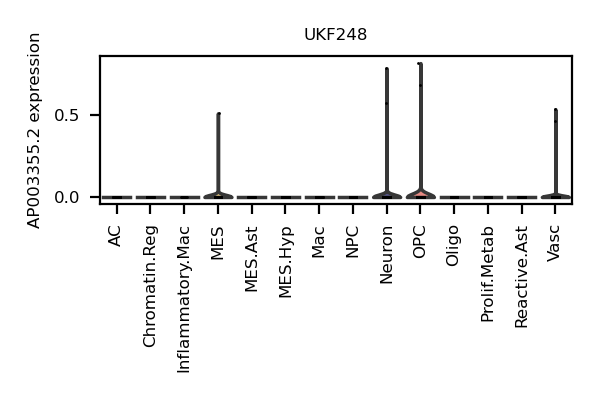 UKF248
AP003355.2 expression
0.5
0.0
AC
Chromatin.Reg
Inflammatory.Mac
MES
MES.Ast
MES.Hyp
Mac
NPC
Neuron
OPC
Oligo
Prolif.Metab
Reactive.Ast
Vasc